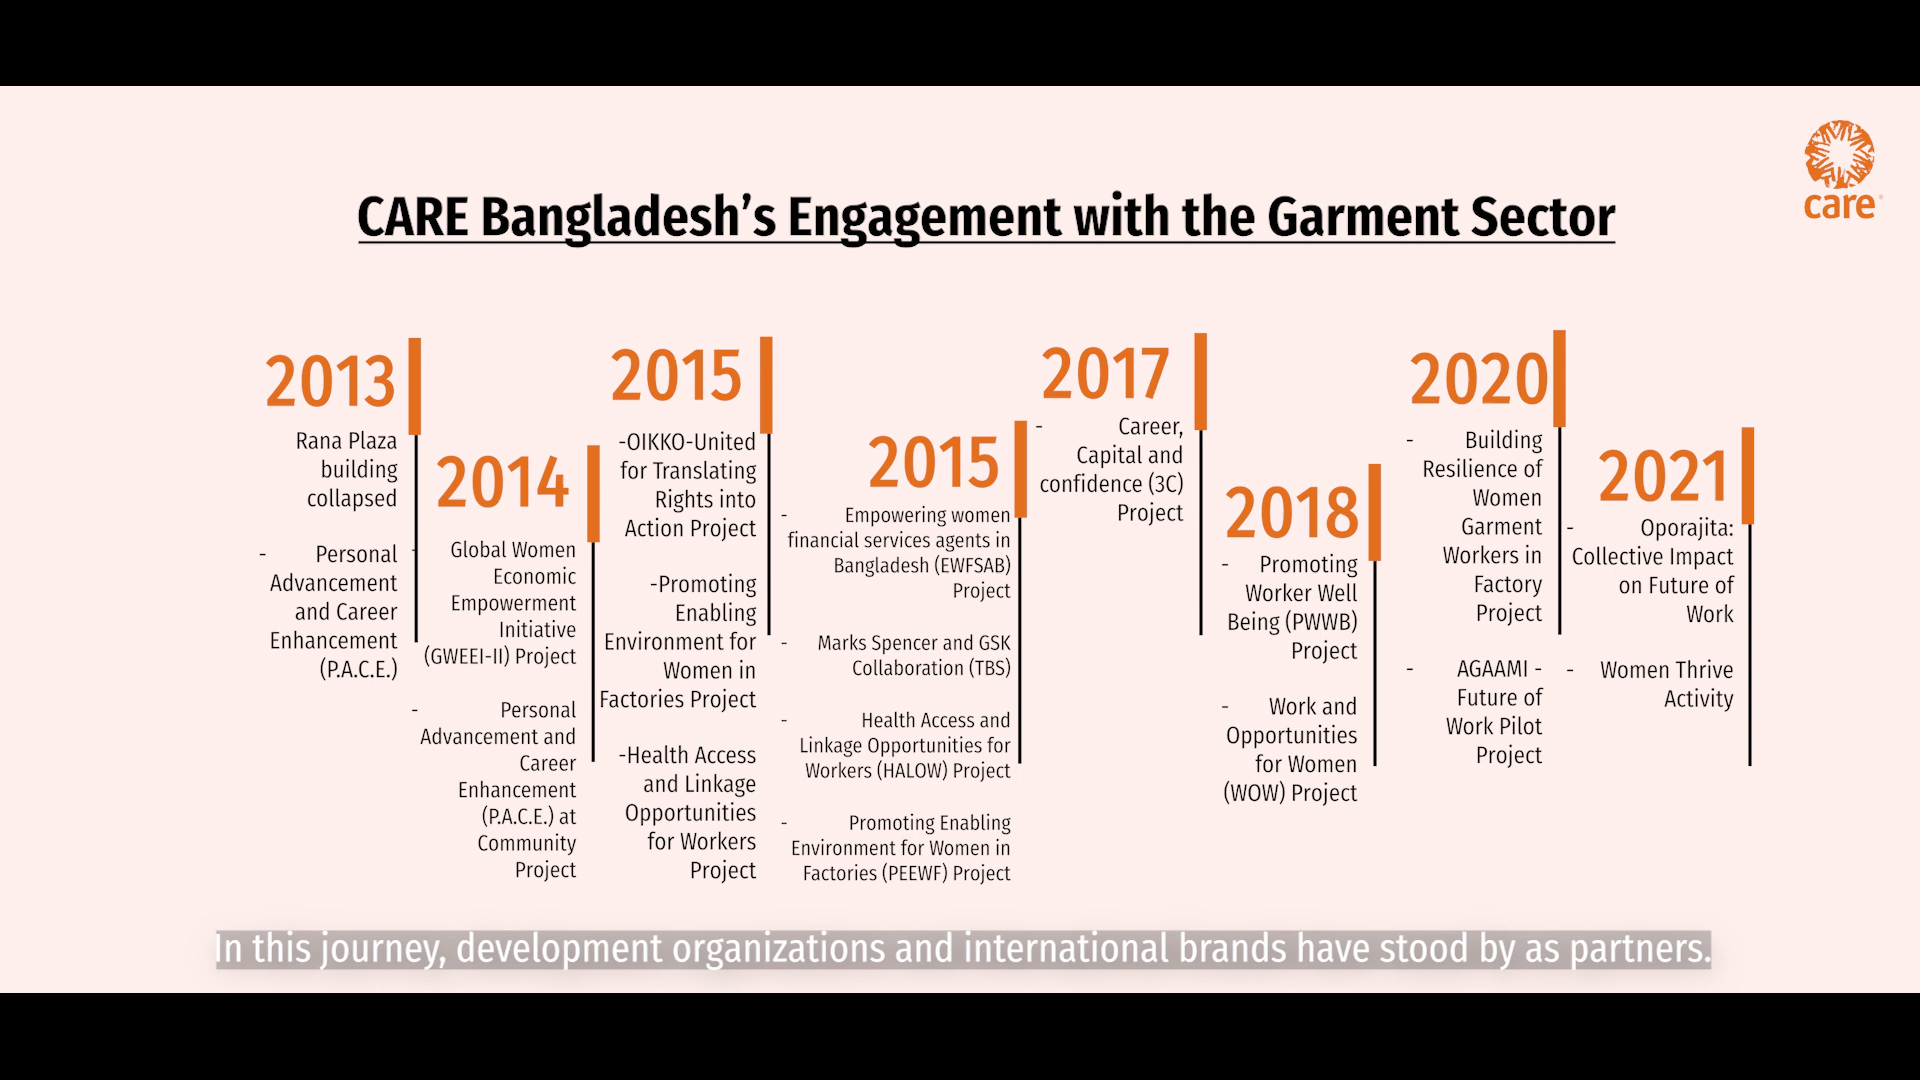 CARE Bangladesh's Engagement with the Garment Sector
care
2013
Rana Plaza
building
collapsed
- Personal
Advancement
and Career
Enhancement
(P.A.C.E.)
2014
- Global Women
Economic
Empowerment
Initiative
(GWEEI-II) Project
- Personal
Advancement and
Career
Enhancement
(P.A.C.E.) at
Community
Project
2015
-OIKKO-United
for Translating
Rights into
Action Project
-Promoting
Enabling
Environment for
Women in
Factories Project
-Health Access
and Linkage
Opportunities
for Workers
Project
2015
- Empowering women
financial services agents in
Bangladesh (EWFSAB)
Project
- Marks Spencer and GSK
Collaboration (TBS)
- Health Access and
Linkage Opportunities for
Workers (HALOW) Project
- Promoting Enabling
Environment for Women in
Factories (PEEWF) Project
2017
- Career,
Capital and
confidence (3C)
Project
2018
- Promoting
Worker Well
Being (PWWB)
Project
- Work and
Opportunities
for Women
(WOW) Project
2020
- Building
Resilience of
Women
Garment
Workers in
Factory
Project
- AGAAMI -
Future of
Work Pilot
Project
2021
- Oporajita:
Collective Impact
on Future of
Work
- Women Thrive
Activity
In this journey, development organizations and international brands have stood by as partners.